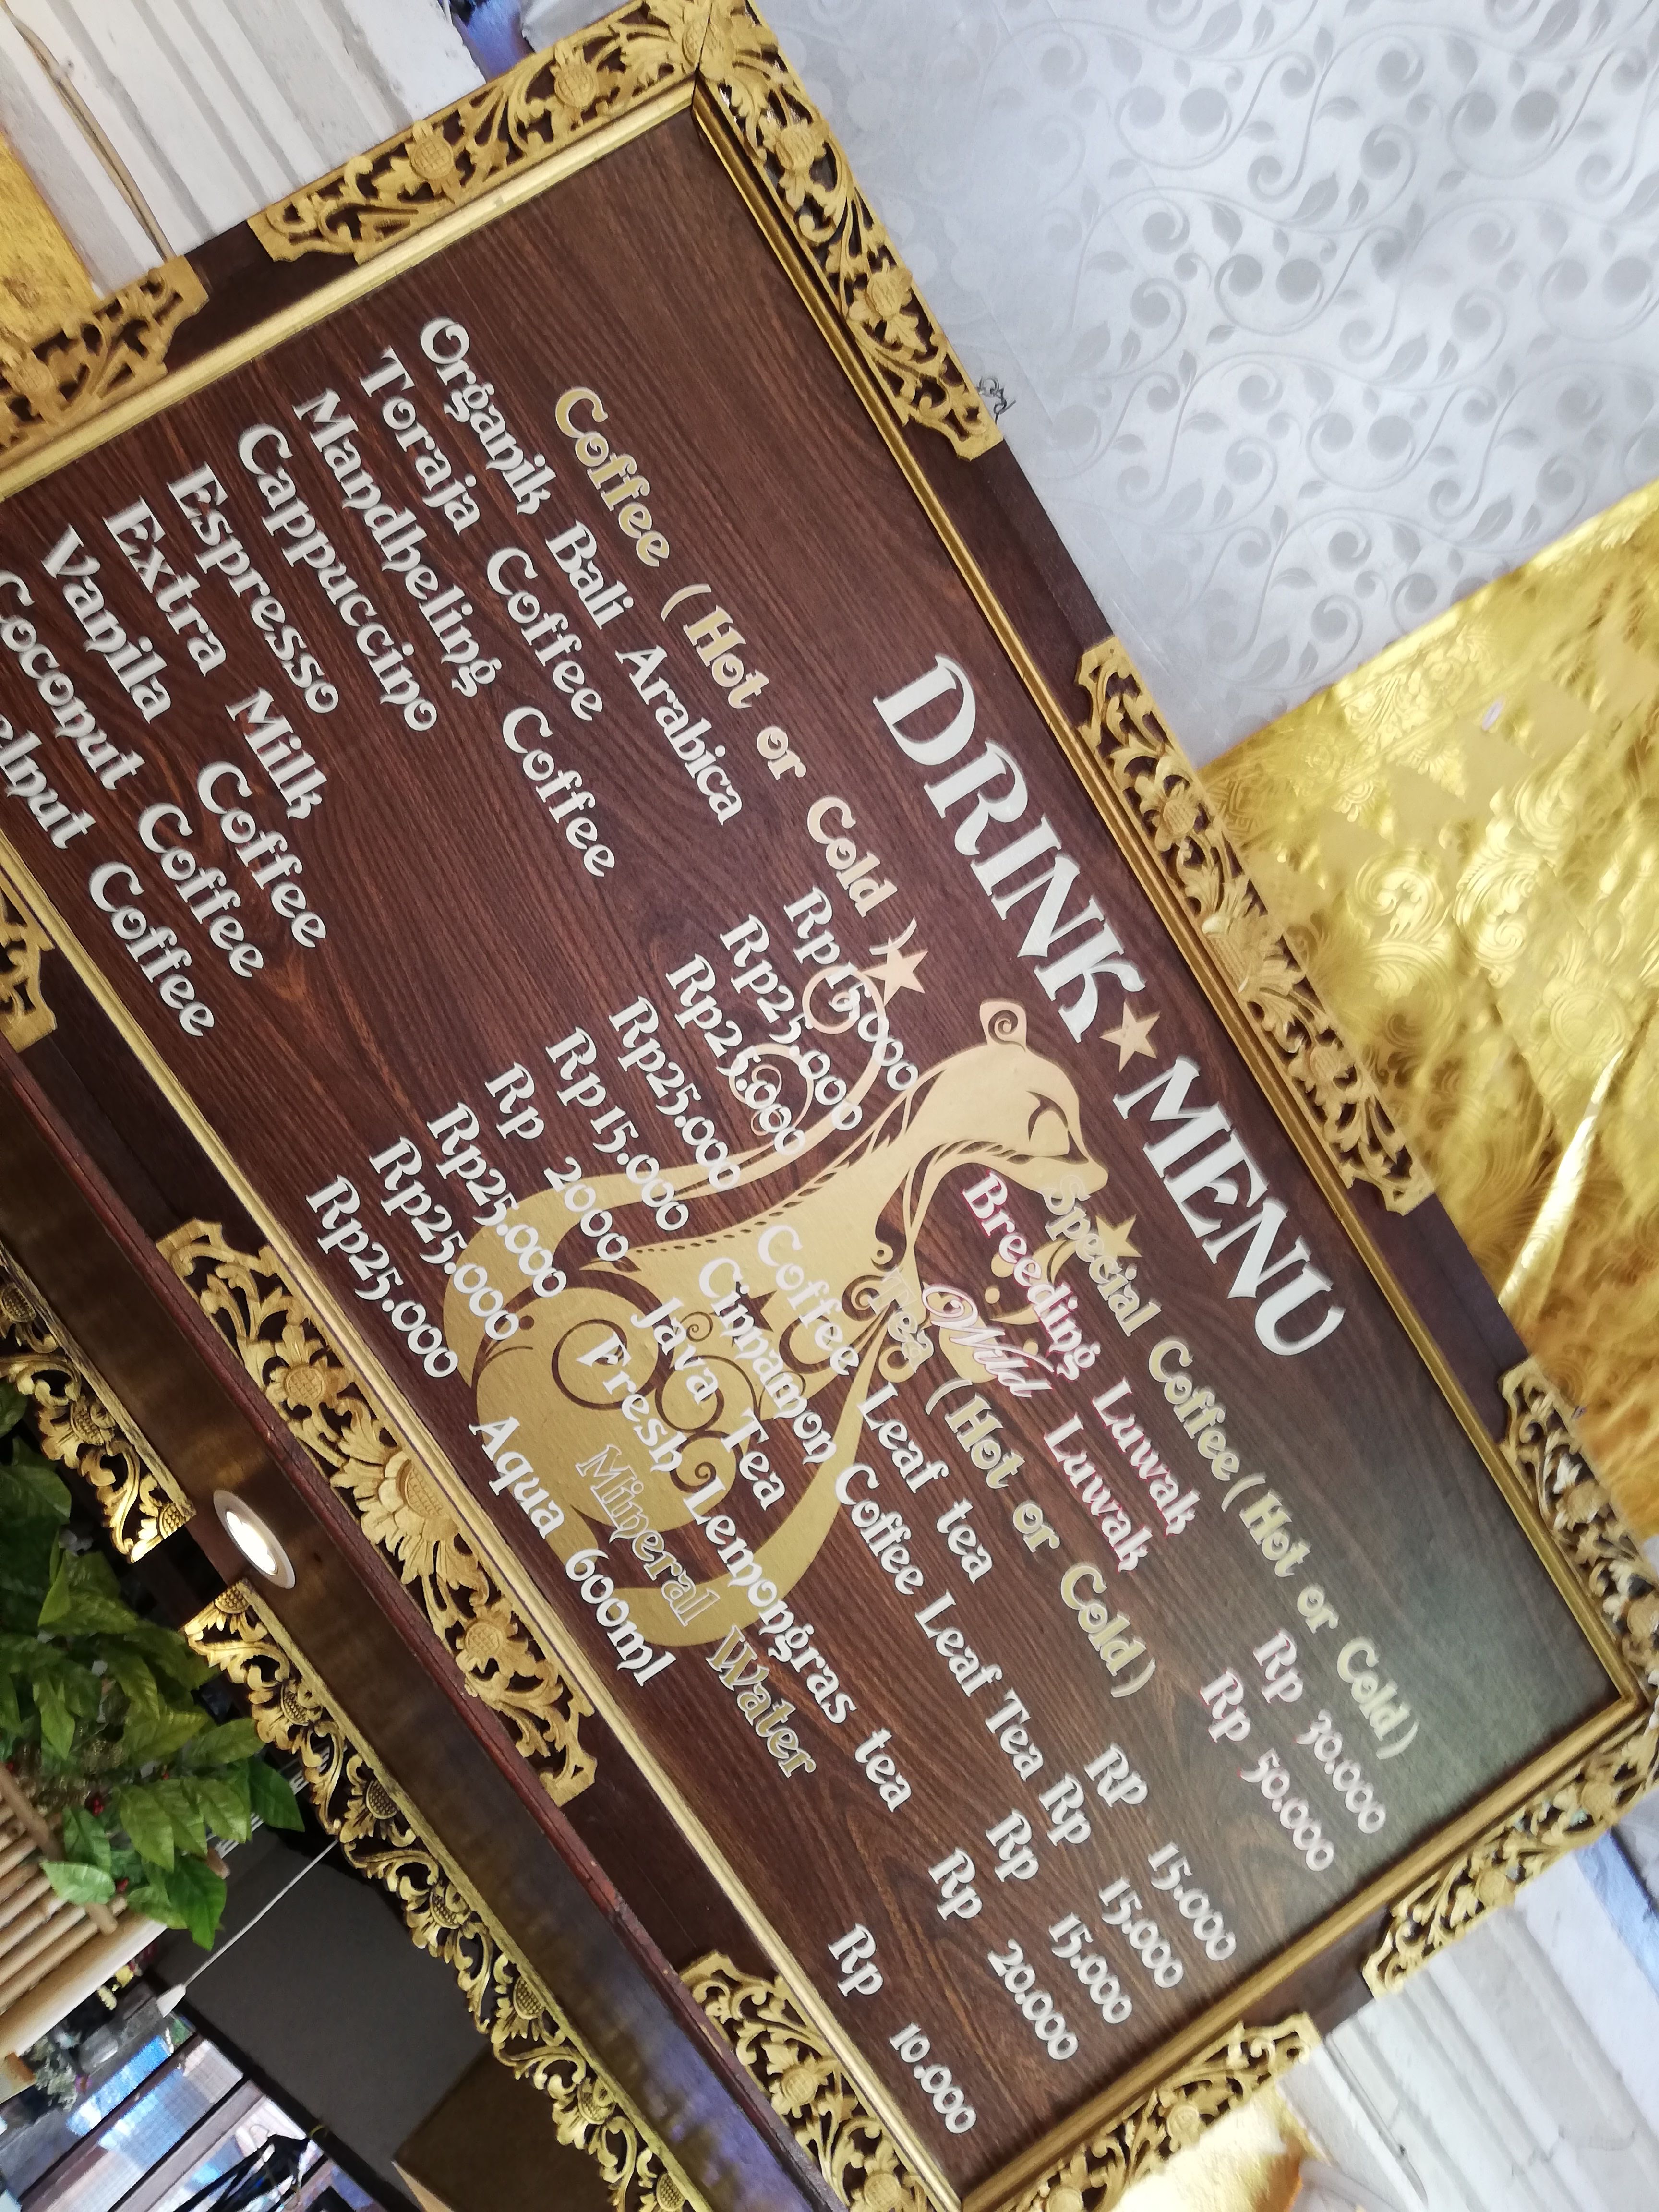 DRINK MENU
Coffee (Hot or Cold)
Organik Bali Arabica Rp15.000
Toraja Coffee Rp25.000
Mandheling Coffee Rp25.000
Cappuccino Rp25.000
Espresso Rp15.000
Extra Milk Rp 2000
Vanila Coffee Rp25.000
Coconut Coffee Rp25.000
Coffee Rp25.000
Special Coffee(Hot or Cold)
Breeding Luwak Rp 30.000
Wild Luwak Rp 50.000
Tea (Hot or Cold)
Coffee Leaf tea RP 15.000
Cinnamon Coffee Leaf Tea Rp 15.000
Java Tea Rp 15.000
Fresh Lemongras tea Rp 20.000
Mineral Water
Aqua 600ml Rp 10.000